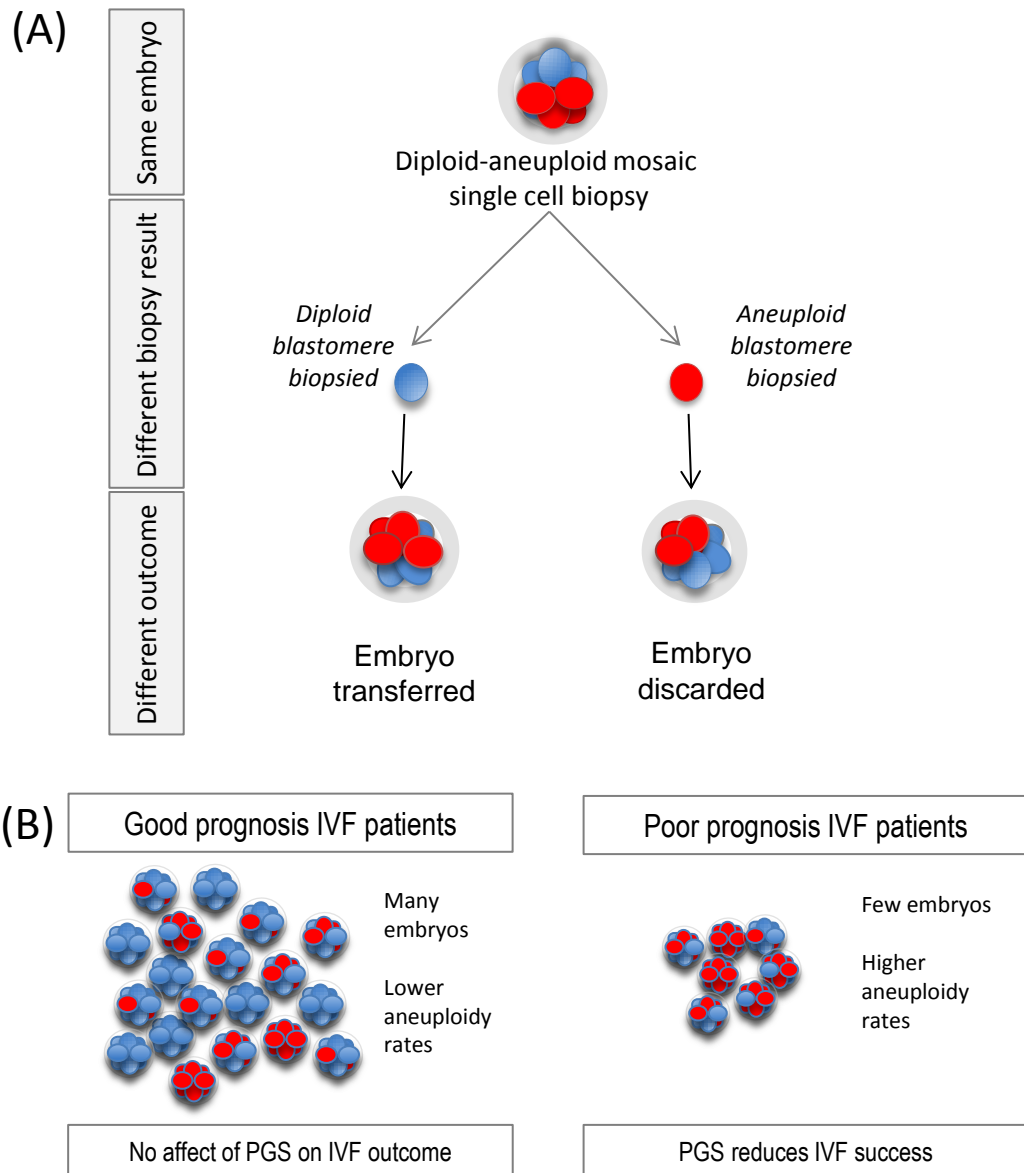 (A)
Same embryo
Diploid-aneuploid mosaic
single cell biopsy
Different biopsy result
Diploid
blastomere
biopsied
Aneuploid
blastomere
biopsied
Different outcome
Embryo
transferred
Embryo
discarded
(B)
Good prognosis IVF patients
Many
embryos
Lower
aneuploidy
rates
No affect of PGS on IVF outcome
Poor prognosis IVF patients
Few embryos
Higher
aneuploidy
rates
PGS reduces IVF success